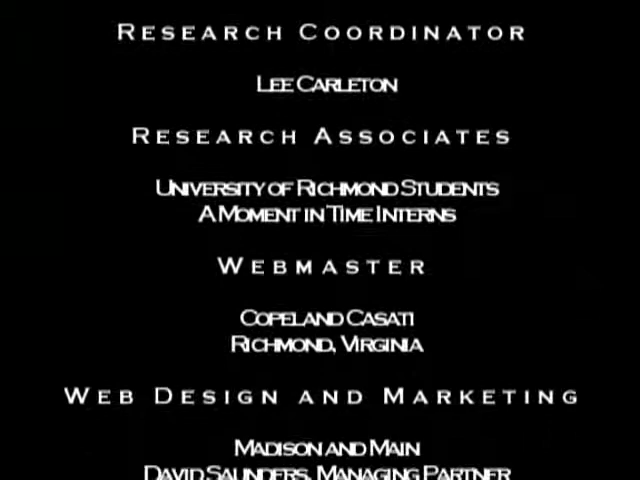 RESEARCH COORDINATOR
LEE CARLETON
RESEARCH ASSOCIATES
UNIVERSITY OF RICHMOND STUDENTS
A MOMENT IN TIME INTERNS
WEBMASTER
COPELAND CASATI
RICHMOND, VIRGINIA
WEB DESIGN AND MARKETING
MADISON AND MAIN
DAVID SAUNDERS, MANAGING PARTNER